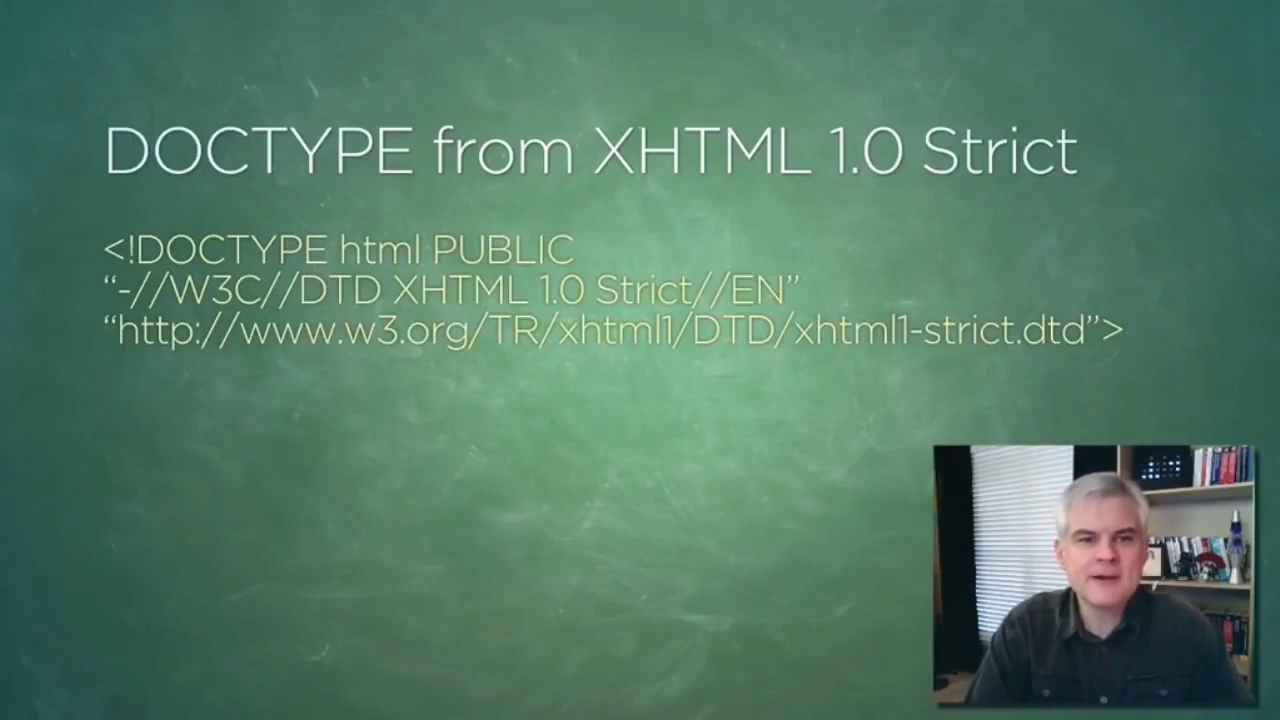 DOCTYPE from XHTML 1.0 Strict
<!DOCTYPE html PUBLIC
“-//W3C//DTD XHTML 1.0 Strict//EN”
“http://www.w3.org/TR/xhtml1/DTD/xhtml1-strict.dtd”>